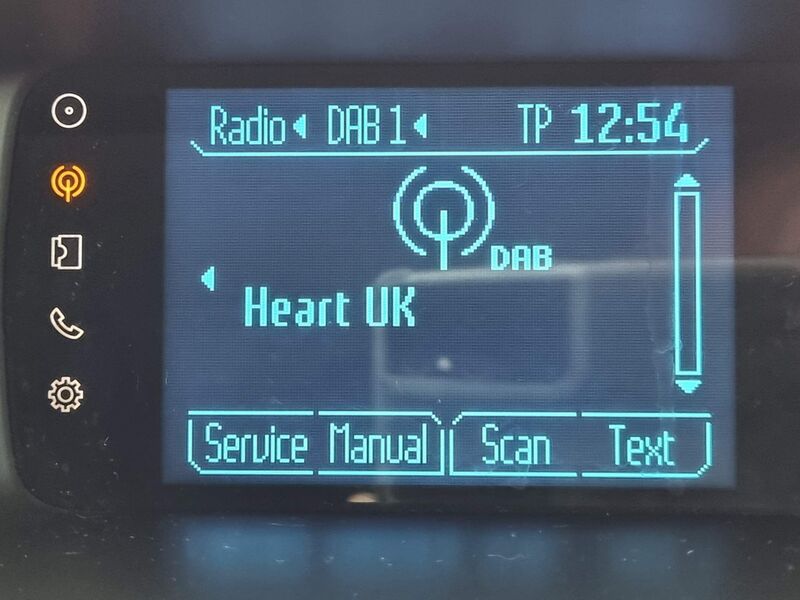 Radio DAB 1 TP 12:54
DAB
Heart UK
Service Manual Scan Text